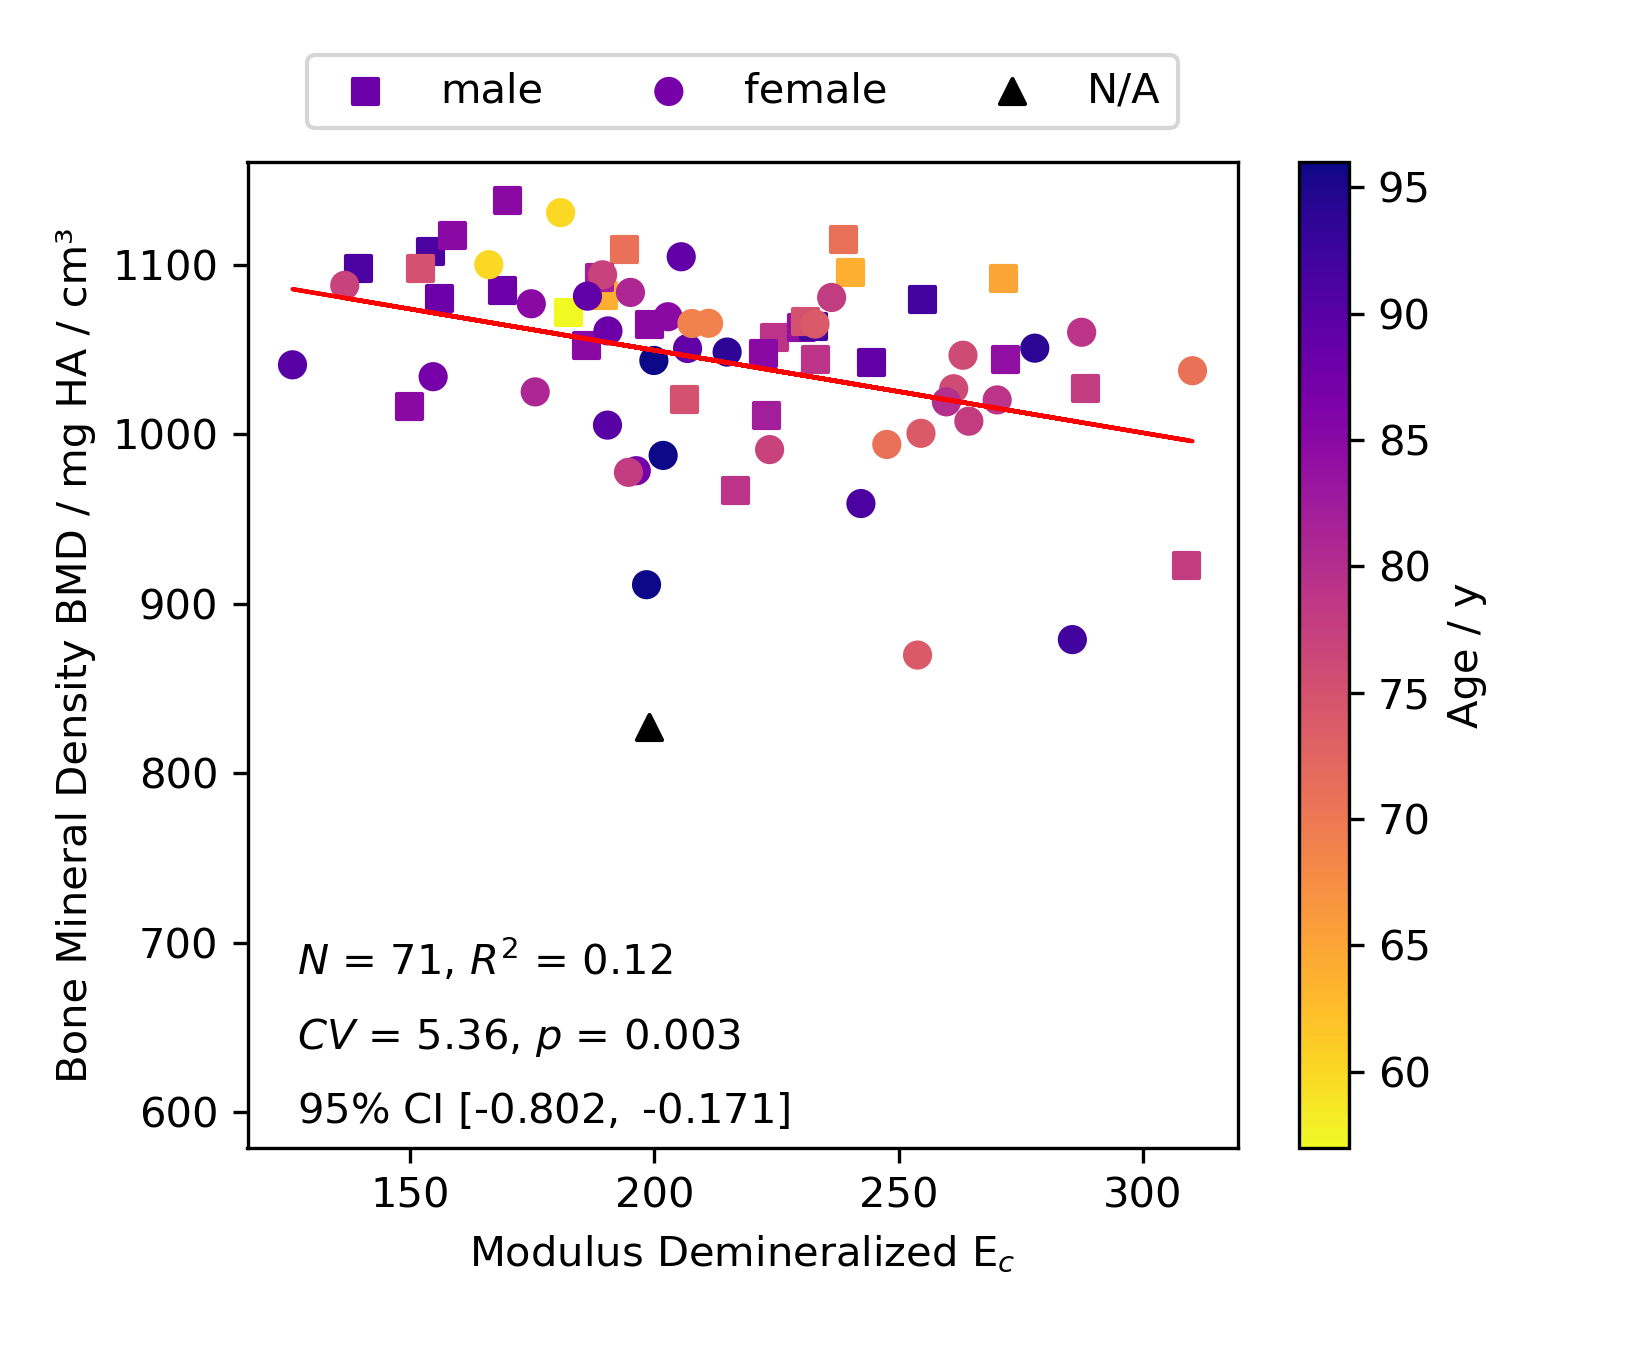 male female N/A
Bone Mineral Density BMD / mg HA / cm³
1100
1000
900
800
700
600
N = 71, R² = 0.12
CV = 5.36, p = 0.003
95% CI [-0.802, -0.171]
150 200 250 300
Modulus Demineralized E_c
95
90
85
80
75
70
65
60
Age / y